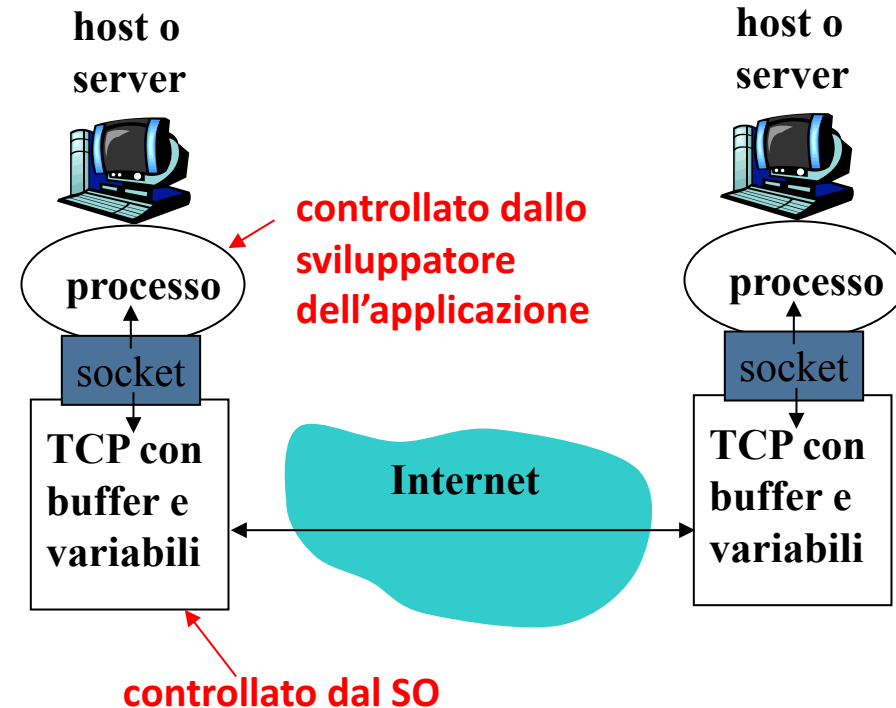 host o
server
host o
server
controllato dallo
sviluppatore
dell'applicazione
processo
processo
socket
socket
TCP con
buffer e
variabili
Internet
TCP con
buffer e
variabili
controllato dal SO